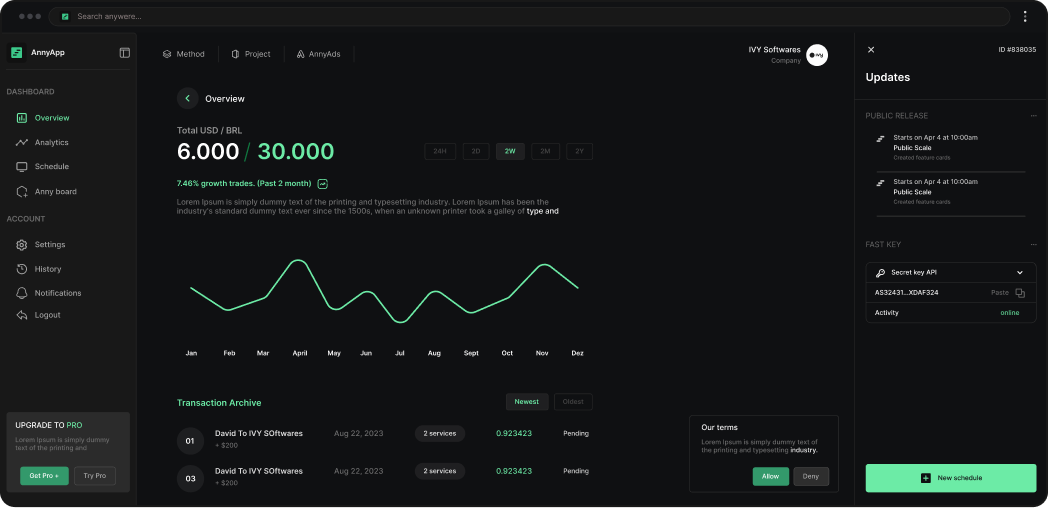 Search anywere...
AnnyApp
DASHBOARD
Overview
Analytics
Schedule
Anny board
ACCOUNT
Settings
History
Notifications
Logout
UPGRADE TO PRO
Lorem Ipsum is simply dummy
text of the printing and
Get Pro +
Try Pro
Method
Project
AnnyAds
IVY Softwares
Company
ivy
Overview
Total USD / BRL
6.000 / 30.000
24H
2D
2W
2M
2Y
7.46% growth trades. (Past 2 month)
Lorem Ipsum is simply dummy text of the printing and typesetting industry. Lorem Ipsum has been the
industry's standard dummy text ever since the 1500s, when an unknown printer took a galley of type and
Jan Feb Mar April May Jun Jul Aug Sept Oct Nov Dez
Transaction Archive
Newest
Oldest
01
David To IVY SOftwares
+ $200
Aug 22, 2023
2 services
0.923423
Pending
03
David To IVY SOftwares
+ $200
Aug 22, 2023
2 services
0.923423
Pending
Our terms
Lorem Ipsum is simply dummy text of
the printing and typesetting industry.
Allow
Deny
ID #838035
Updates
PUBLIC RELEASE
Starts on Apr 4 at 10:00am
Public Scale
Created feature cards
Starts on Apr 4 at 10:00am
Public Scale
Created feature cards
FAST KEY
Secret key API
AS32431...XDAF324
Paste
Activity
online
New schedule